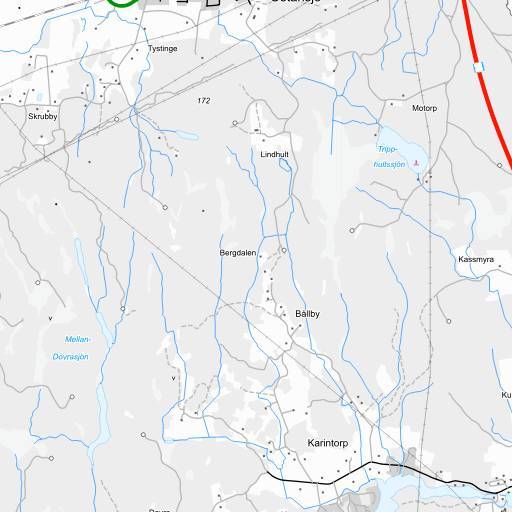 Tystinge
172
Motorp
Skrubby
Tripp-
hultssjön
Lindhult
Bergdalen
Kassmyra
Bållby
Mellan-
Dovrasjön
Karintorp